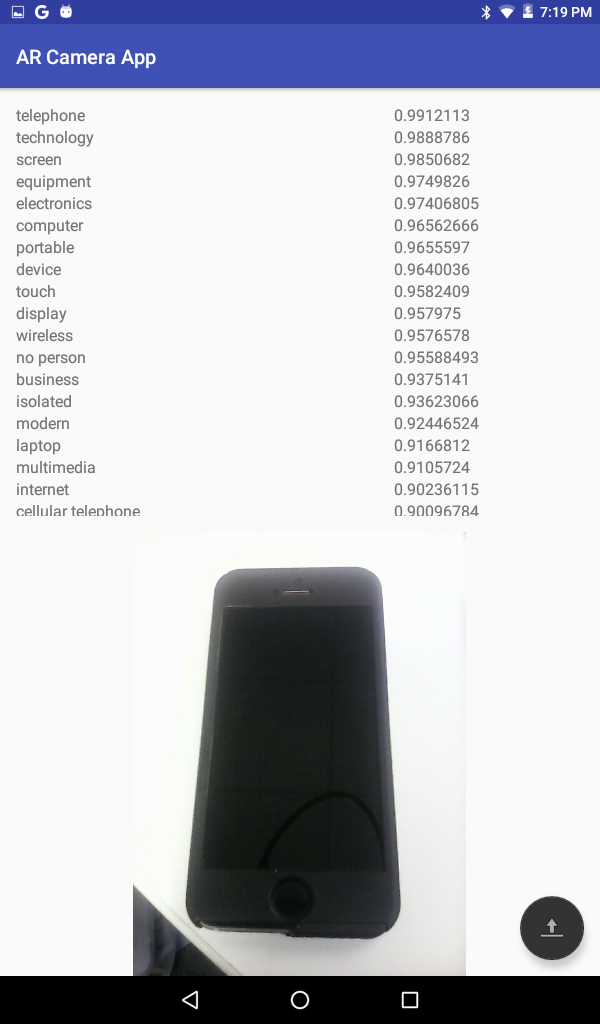 7:19 PM
AR Camera App
telephone 0.9912113
technology 0.9888786
screen 0.9850682
equipment 0.9749826
electronics 0.97406805
computer 0.96562666
portable 0.9655597
device 0.9640036
touch 0.9582409
display 0.957975
wireless 0.9576578
no person 0.95588493
business 0.9375141
isolated 0.93623066
modern 0.92446524
laptop 0.9166812
multimedia 0.9105724
internet 0.90236115
cellular telephone 0.90096784